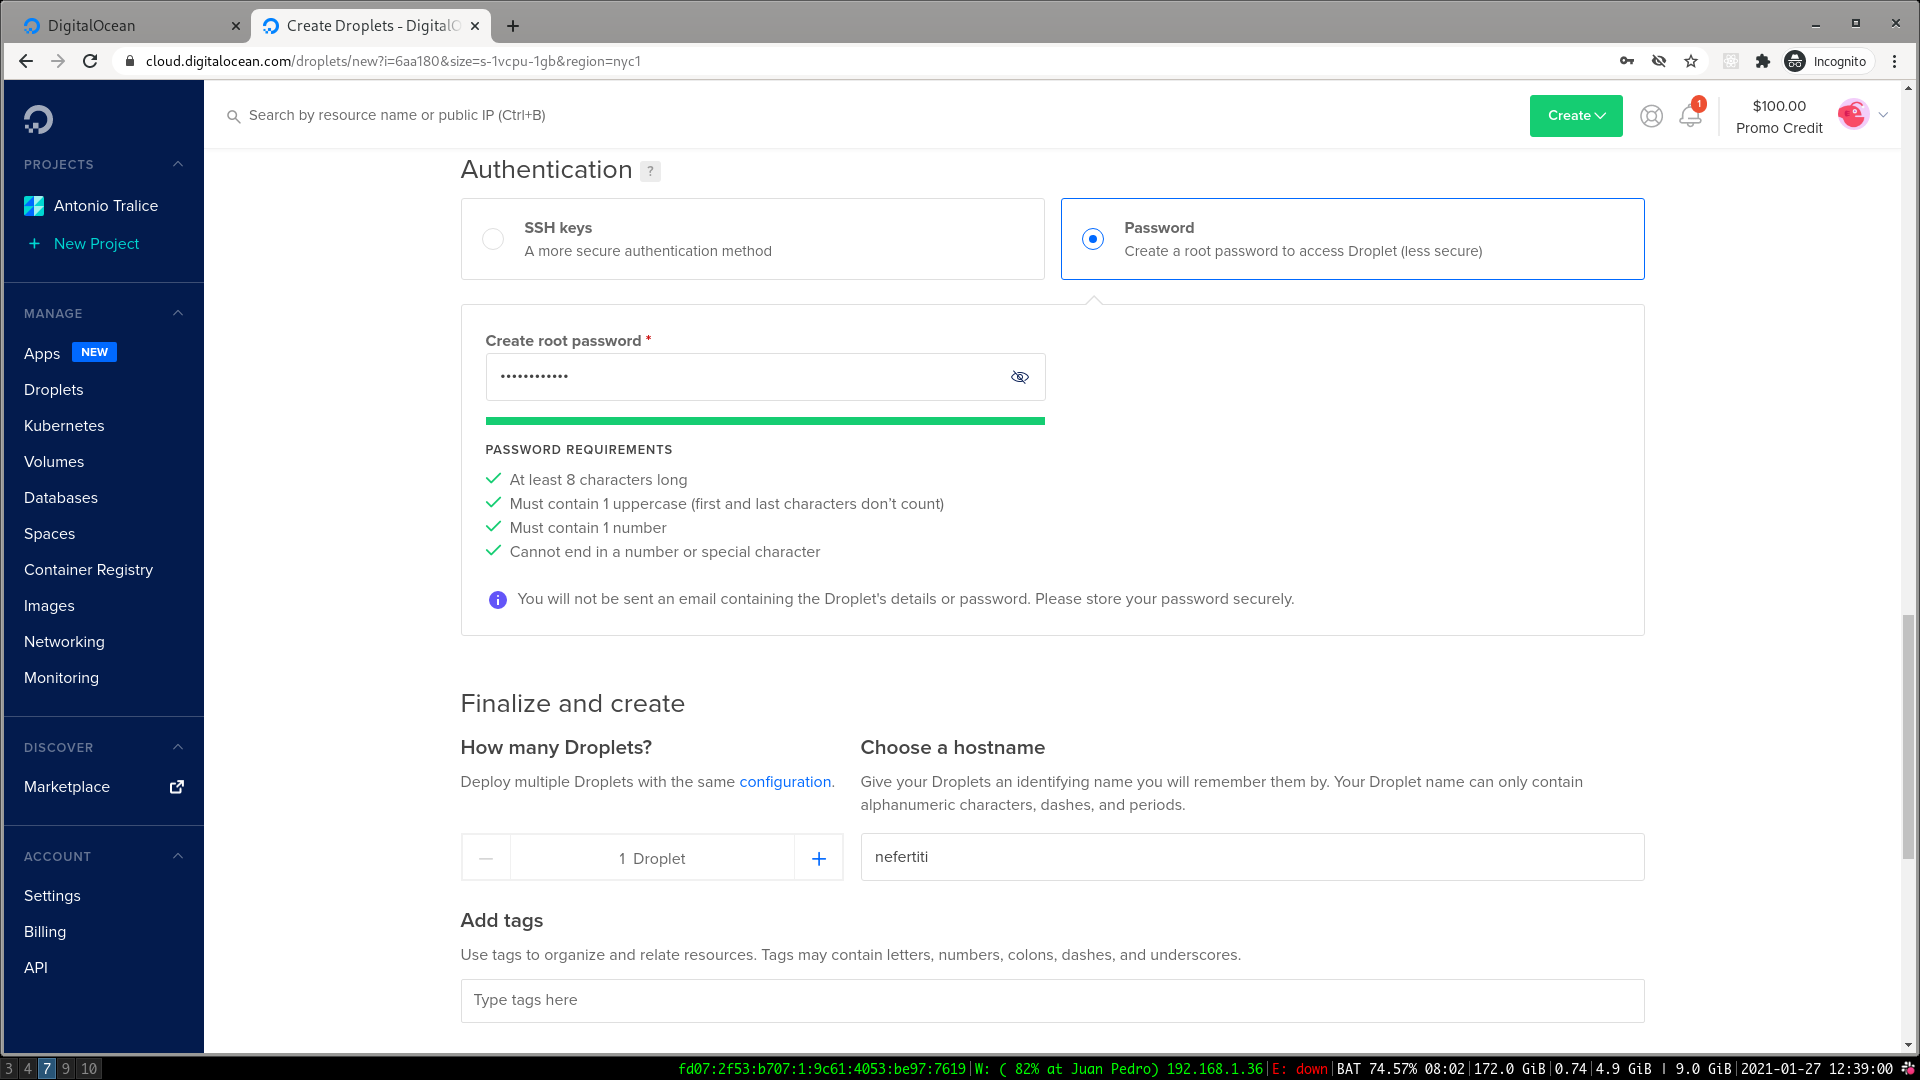 DigitalOcean
Create Droplets - DigitalO
cloud.digitalocean.com/droplets/new?i=6aa180&size=s-1vcpu-1gb&region=nyc1
Incognito
Search by resource name or public IP (Ctrl+B)
Create
1
$100.00
Promo Credit
PROJECTS
Antonio Tralice
+ New Project
MANAGE
Apps NEW
Droplets
Kubernetes
Volumes
Databases
Spaces
Container Registry
Images
Networking
Monitoring
DISCOVER
Marketplace
ACCOUNT
Settings
Billing
API
Authentication ?
SSH keys
A more secure authentication method
Password
Create a root password to access Droplet (less secure)
Create root password *
••••••••••••
PASSWORD REQUIREMENTS
At least 8 characters long
Must contain 1 uppercase (first and last characters don’t count)
Must contain 1 number
Cannot end in a number or special character
You will not be sent an email containing the Droplet's details or password. Please store your password securely.
Finalize and create
How many Droplets?
Deploy multiple Droplets with the same configuration.
1 Droplet
Choose a hostname
Give your Droplets an identifying name you will remember them by. Your Droplet name can only contain
alphanumeric characters, dashes, and periods.
nefertiti
Add tags
Use tags to organize and relate resources. Tags may contain letters, numbers, colons, dashes, and underscores.
Type tags here
3 4 7 9 10
fd07:2f53:b707:1:9c61:4053:be97:7619|W: ( 82% at Juan Pedro) 192.168.1.36|E: down|BAT 74.57% 08:02|172.0 GiB|0.74|4.9 GiB | 9.0 GiB|2021-01-27 12:39:00